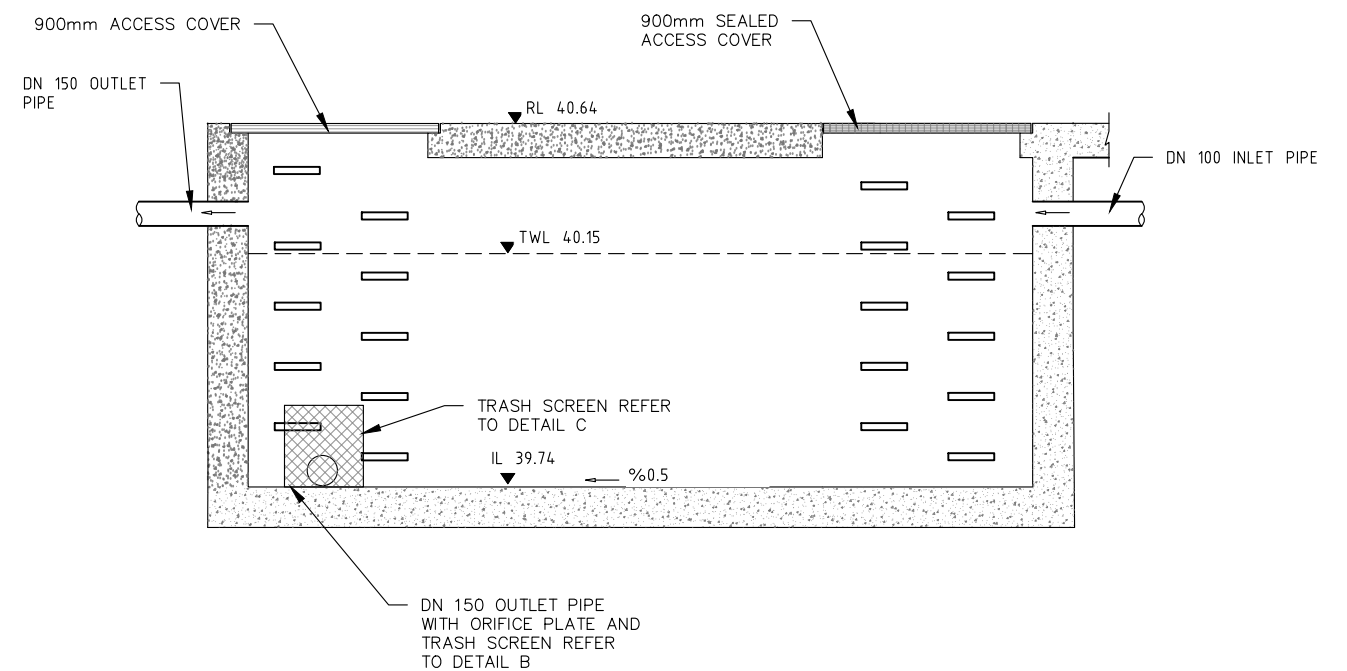 900mm ACCESS COVER
900mm SEALED
ACCESS COVER
DN 150 OUTLET
PIPE
RL 40.64
DN 100 INLET PIPE
TWL 40.15
TRASH SCREEN REFER
TO DETAIL C
IL 39.74
%0.5
DN 150 OUTLET PIPE
WITH ORIFICE PLATE AND
TRASH SCREEN REFER
TO DETAIL B